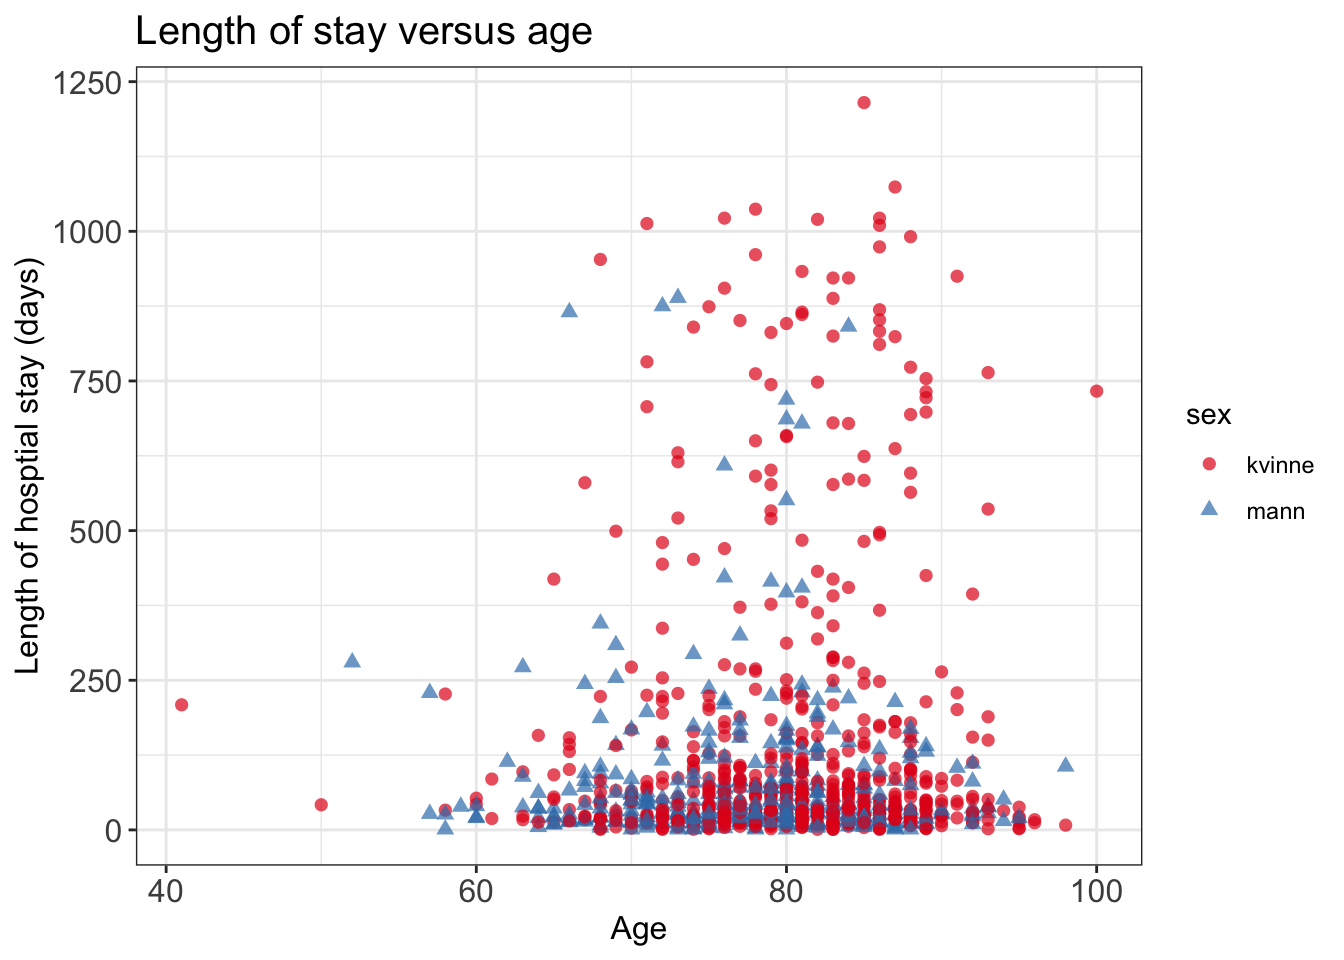 Length of stay versus age
1250
1000
750
500
250
0
Length of hosptial stay (days)
40 60 80 100
Age
sex
kvinne
mann